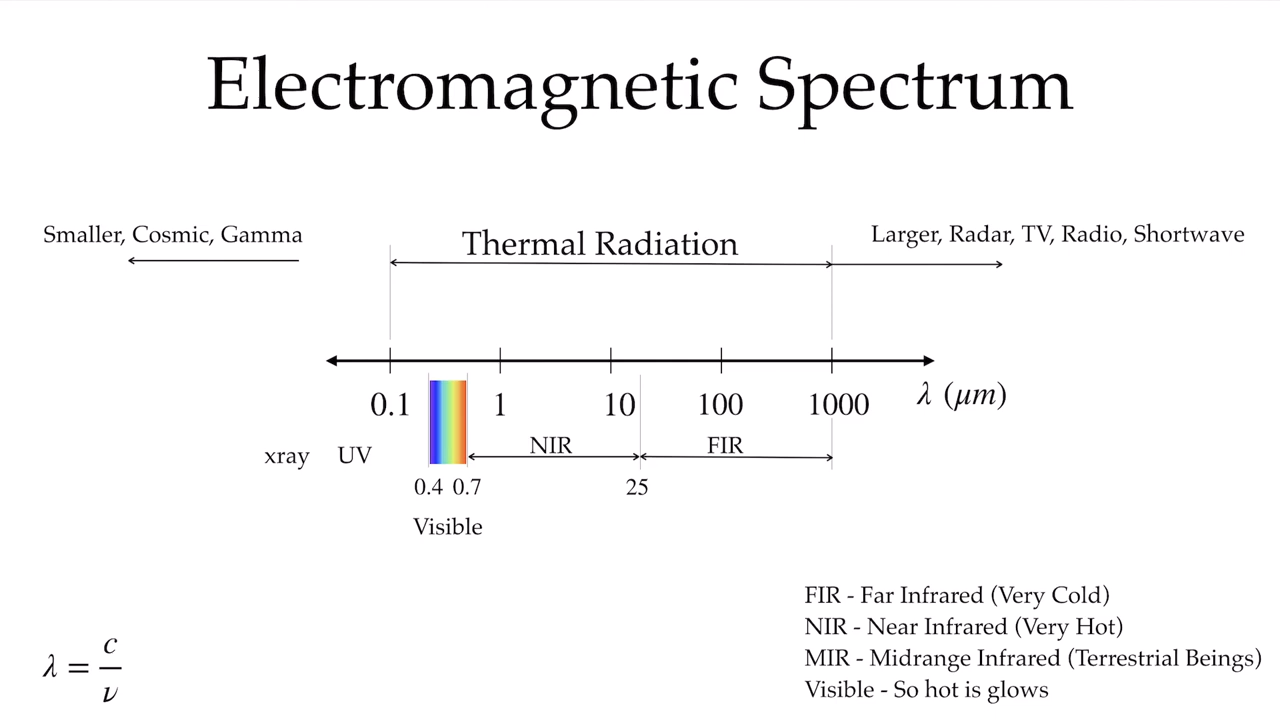 Electromagnetic Spectrum
Smaller, Cosmic, Gamma
Thermal Radiation
Larger, Radar, TV, Radio, Shortwave
0.1
1
10
100
1000
λ (μm)
xray
UV
NIR
FIR
0.4
0.7
25
Visible
FIR - Far Infrared (Very Cold)
NIR - Near Infrared (Very Hot)
MIR - Midrange Infrared (Terrestrial Beings)
Visible - So hot is glows
λ = c/ν